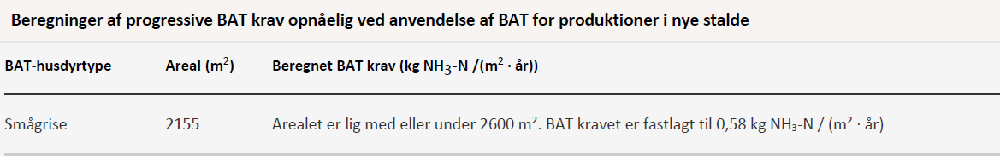 Beregninger af progressive BAT krav opnåelig ved anvendelse af BAT for produktioner i nye stalde
BAT-husdyrtype Areal (m²) Beregnet BAT krav (kg NH₃-N /(m² · år))
Smågrise 2155 Arealet er lig med eller under 2600 m². BAT kravet er fastlagt til 0,58 kg NH₃-N / (m² · år)